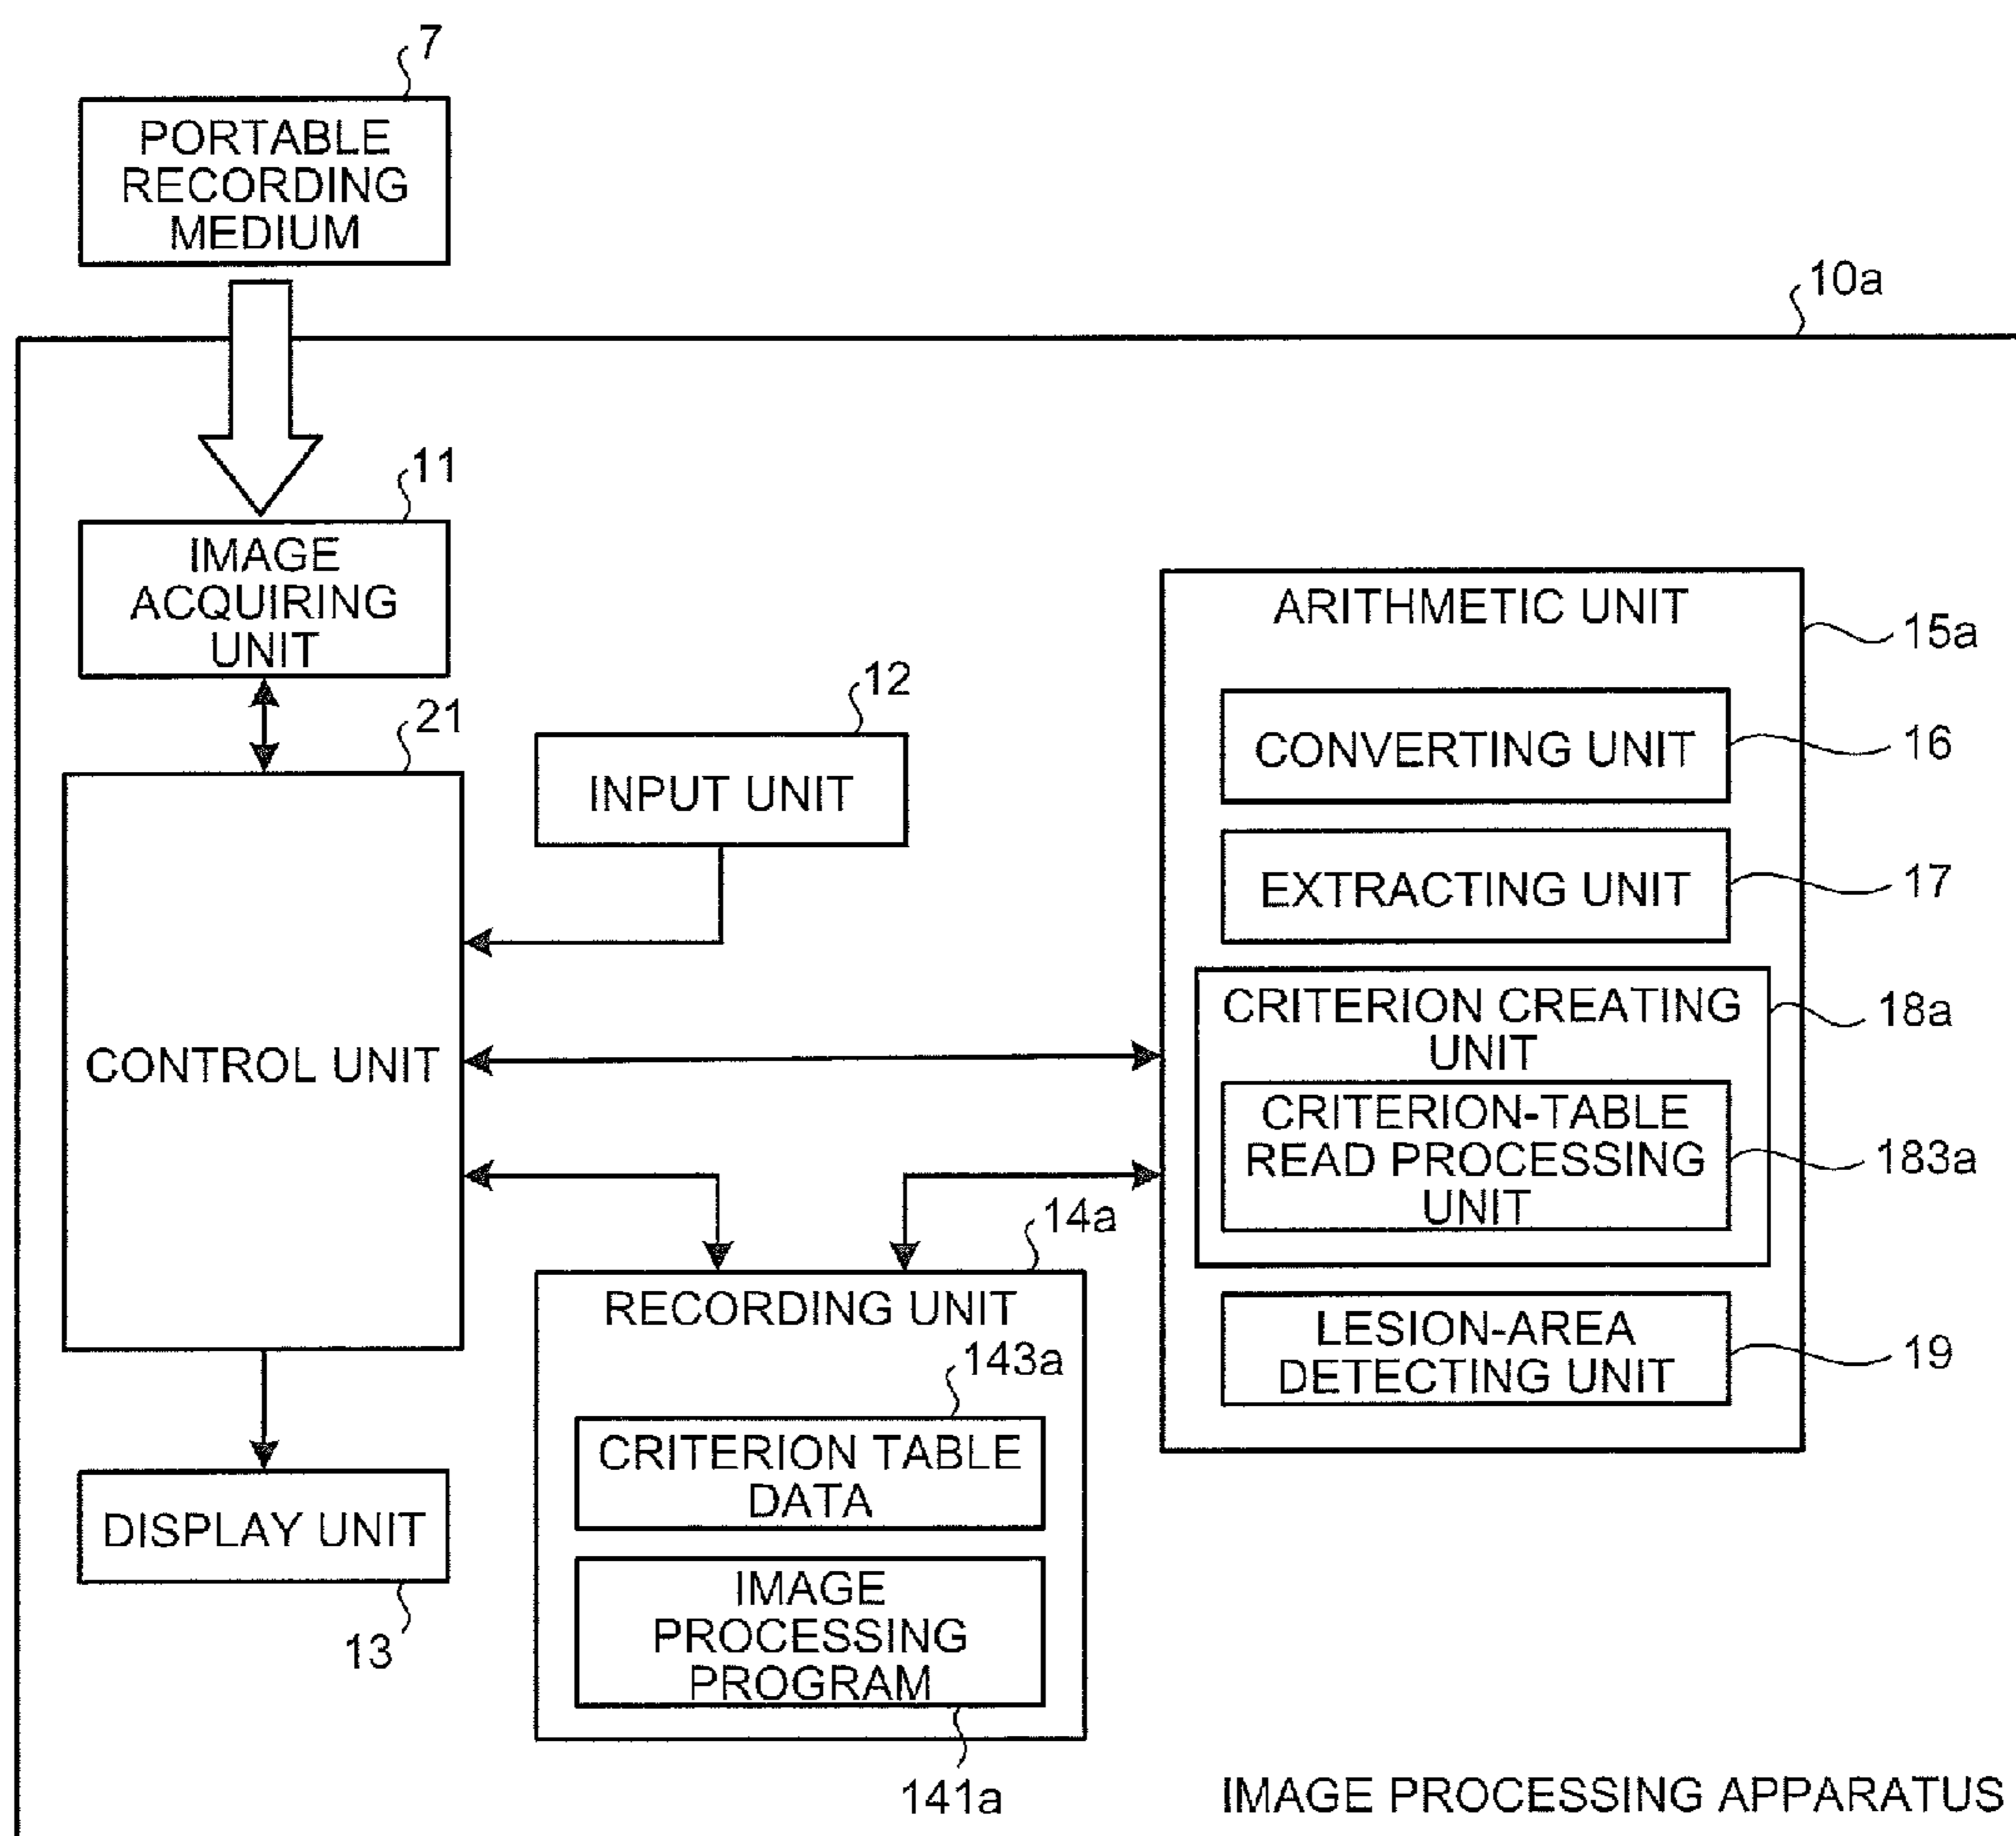 7
PORTABLE
RECORDING
MEDIUM
10a
11
IMAGE
ACQUIRING
UNIT
21
CONTROL UNIT
12
INPUT UNIT
ARITHMETIC UNIT
15a
CONVERTING UNIT
16
EXTRACTING UNIT
17
CRITERION CREATING
UNIT
18a
CRITERION-TABLE
READ PROCESSING
UNIT
183a
LESION-AREA
DETECTING UNIT
19
14a
RECORDING UNIT
143a
CRITERION TABLE
DATA
IMAGE
PROCESSING
PROGRAM
141a
DISPLAY UNIT
13
IMAGE PROCESSING APPARATUS